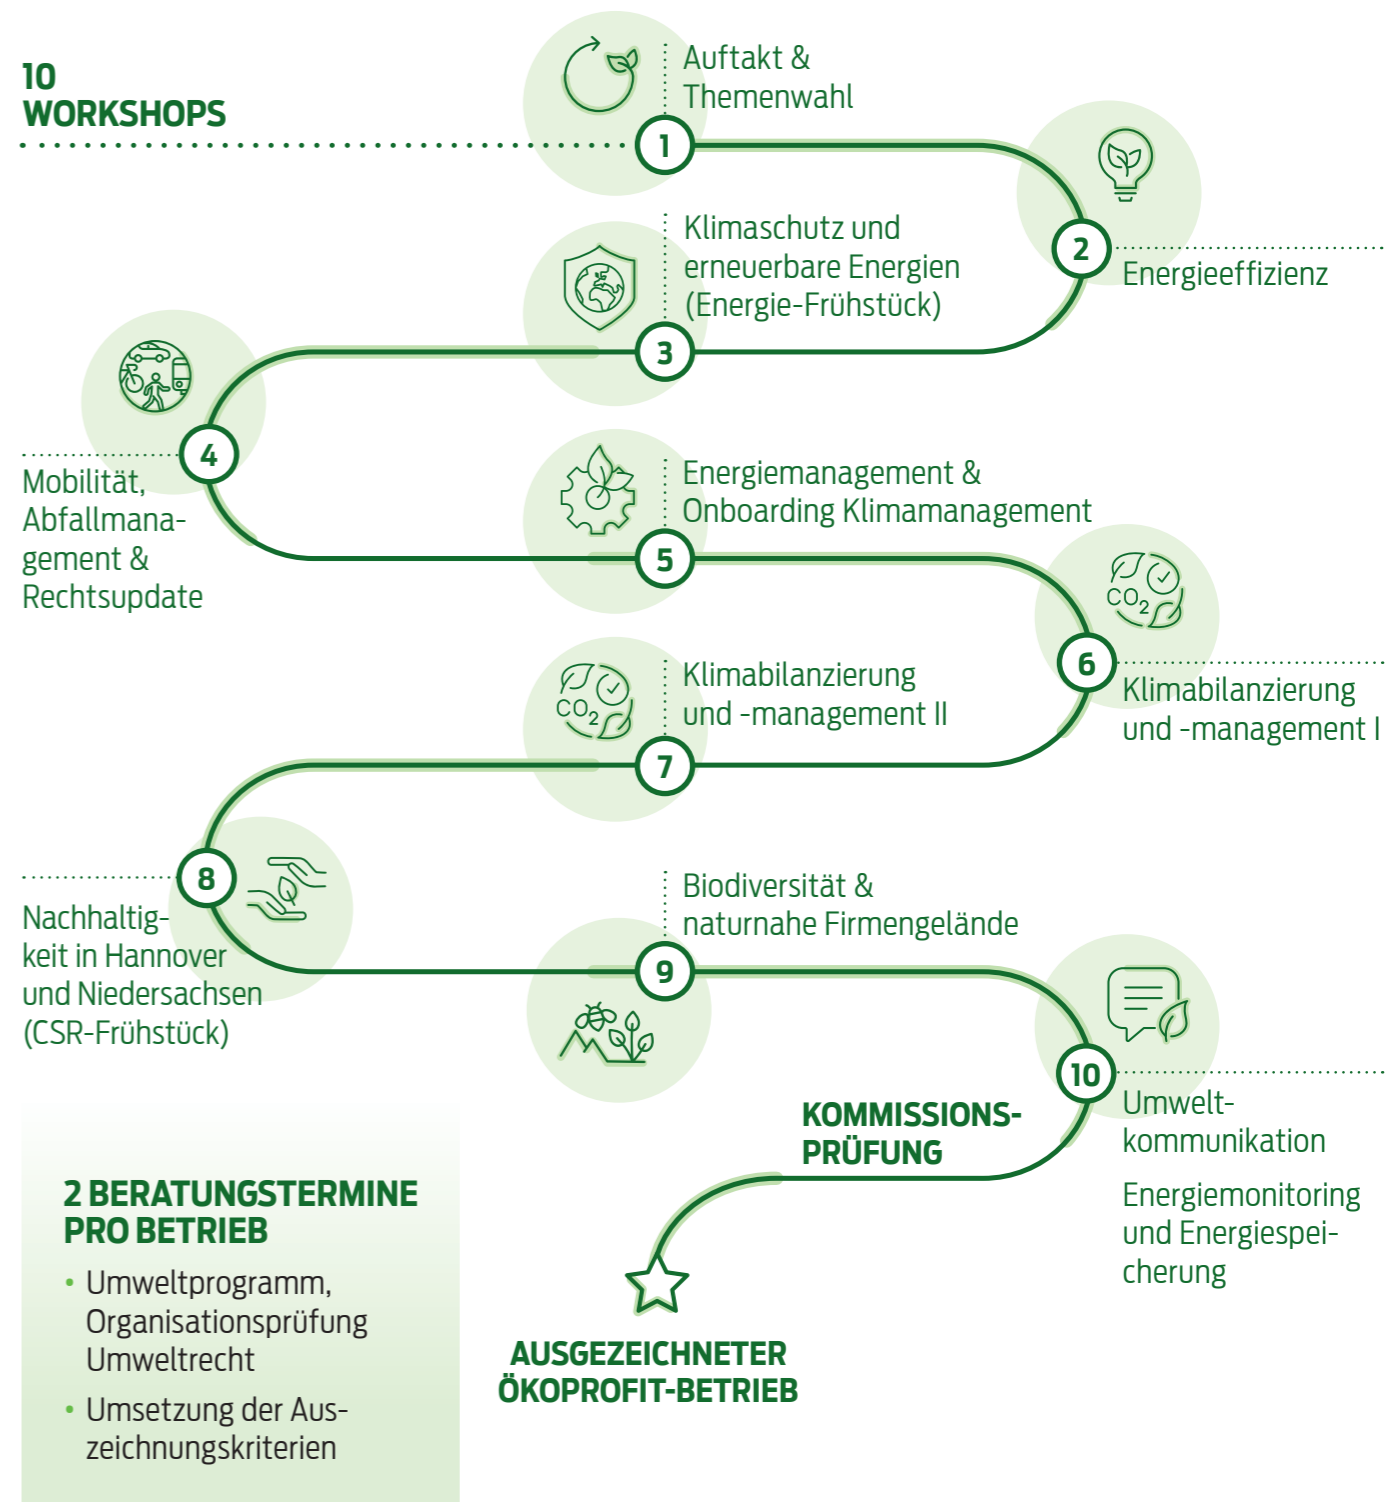 10
WORKSHOPS
1
Auftakt &
Themenwahl
2
Energieeffizienz
3
Klimaschutz und
erneuerbare Energien
(Energie-Frühstück)
4
Mobilität,
Abfallmana-
gement &
Rechtsupdate
5
Energiemanagement &
Onboarding Klimamanagement
6
CO2
Klimabilanzierung
und -management I
7
CO2
Klimabilanzierung
und -management II
8
Nachhaltig-
keit in Hannover
und Niedersachsen
(CSR-Frühstück)
9
Biodiversität &
naturnahe Firmengelände
10
Umwelt-
kommunikation
Energiemonitoring
und Energiespei-
cherung
KOMMISSIONS-
PRÜFUNG
AUSGEZEICHNETER
ÖKOPROFIT-BETRIEB
2 BERATUNGSTERMINE
PRO BETRIEB
• Umweltprogramm,
Organisationsprüfung
Umweltrecht
• Umsetzung der Aus-
zeichnungskriterien